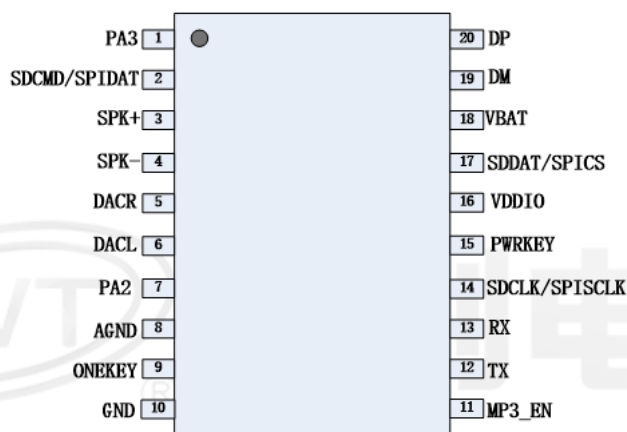 PA3 1 20 DP
SDCMD/SPIDAT 2 19 DM
SPK+ 3 18 VBAT
SPK- 4 17 SDDAT/SPICS
DACR 5 16 VDDIO
DACL 6 15 PWRKEY
PA2 7 14 SDCLK/SPISCLK
AGND 8 13 RX
ONEKEY 9 12 TX
GND 10 11 MP3_EN
®